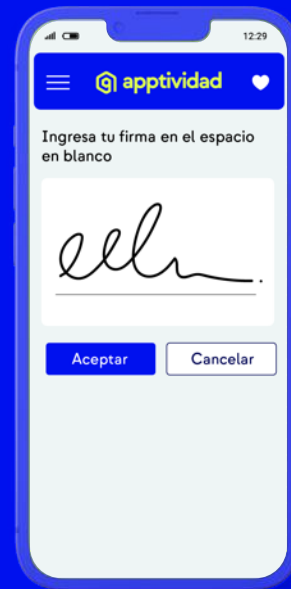 12:29
apptividad
Ingresa tu firma en el espacio
en blanco
Aceptar
Cancelar